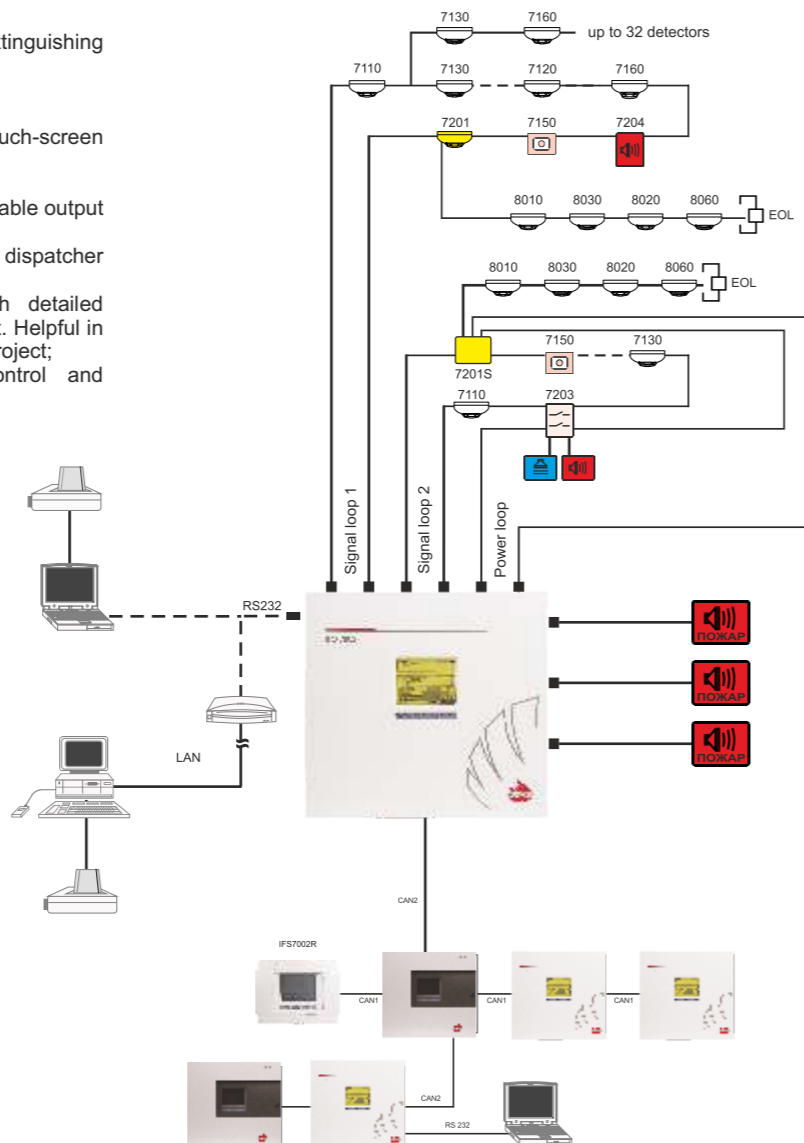 xtinguishing
uch-screen
able output
dispatcher
h detailed
t. Helpful in
roject;
ontrol and
7130 7160
up to 32 detectors
7110 7130 7120 7160
7201 7150 7204
8010 8030 8020 8060
EOL
8010 8030 8020 8060
EOL
7150 7130
7201S
7110 7203
Signal loop 1
Signal loop 2
Power loop
RS232
ПОЖАР
ПОЖАР
LAN
ПОЖАР
CAN2
IFS7002R
CAN1 CAN1 CAN1
CAN2
RS 232